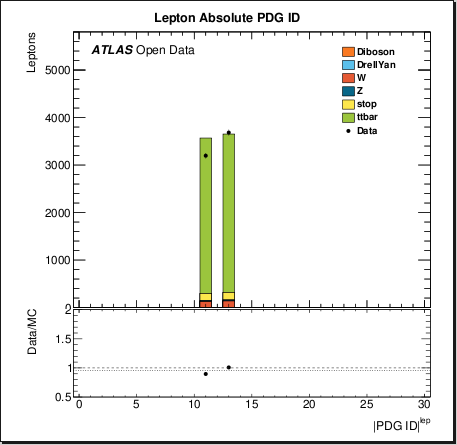 Lepton Absolute PDG ID
Leptons
ATLAS Open Data
Diboson
DrellYan
W
Z
stop
ttbar
Data
5000
4000
3000
2000
1000
Data/MC
2
1.5
1
0.5
0 5 10 15 20 25 30
|PDG ID|lep